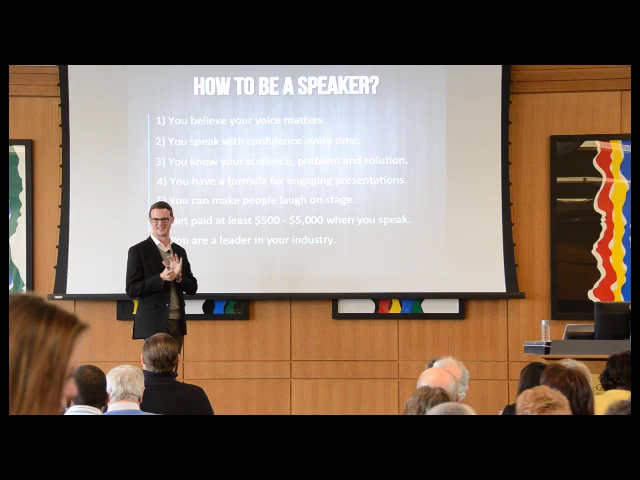 HOW TO BE A SPEAKER?
1) You believe your voice matters.
2) You speak with confidence every time.
3) You know your audience, problem and solution.
4) You have a formula for engaging presentations.
You can make people laugh on stage.
et paid at least $500 - $5,000 when you speak.
ou are a leader in your industry.